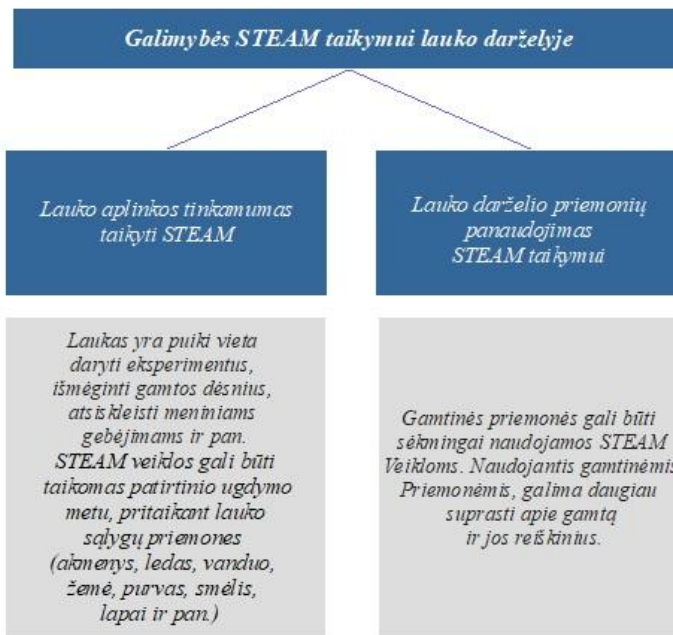 Galimybės STEAM taikymui lauko darželyje
Lauko aplinkos tinkamumas
taikyti STEAM
Lauko darželio priemonių
panaudojimas
STEAM taikymui
Laukas yra puiki vieta
daryti eksperimentus,
išmėginti gamtos dėsnius,
atsiskleisti meniniams
gebėjimams ir pan.
STEAM veiklos gali būti
taikomas patirtinio ugdymo
metu, pritaikant lauko
sąlygų priemones
(akmenys, ledas, vanduo,
žemė, purvas, smėlis,
lapai ir pan.)
Gamtinės priemonės gali būti
sėkmingai naudojamos STEAM
Veikloms. Naudojantis gamtinėmis
Priemonėmis, galima daugiau
suprasti apie gamtą
ir jos reiškinius.